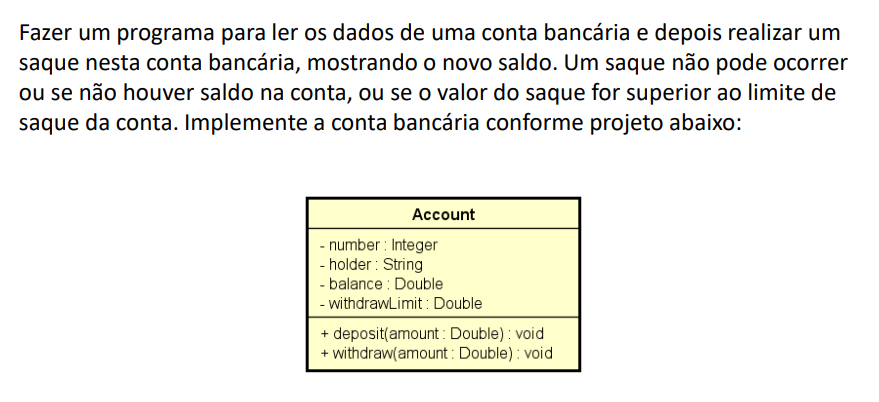 Fazer um programa para ler os dados de uma conta bancária e depois realizar um
saque nesta conta bancária, mostrando o novo saldo. Um saque não pode ocorrer
ou se não houver saldo na conta, ou se o valor do saque for superior ao limite de
saque da conta. Implemente a conta bancária conforme projeto abaixo:
Account
- number : Integer
- holder : String
- balance : Double
- withdrawLimit : Double
+ deposit(amount : Double) : void
+ withdraw(amount : Double) : void